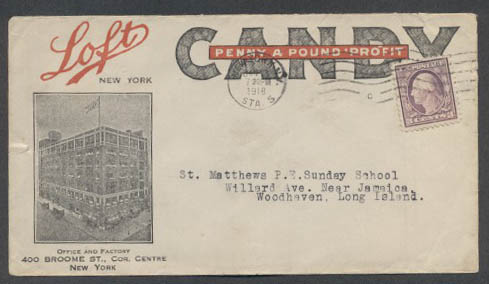 Loft
NEW YORK
CANDY
PENNY A POUND PROFIT
1918
STA. S
POSTAGE
St. Matthews P.E.Sunday School
Willard Ave. Near Jamaica,
Woodhaven, Long Island.
OFFICE AND FACTORY
400 BROOME ST., COR. CENTRE
NEW YORK